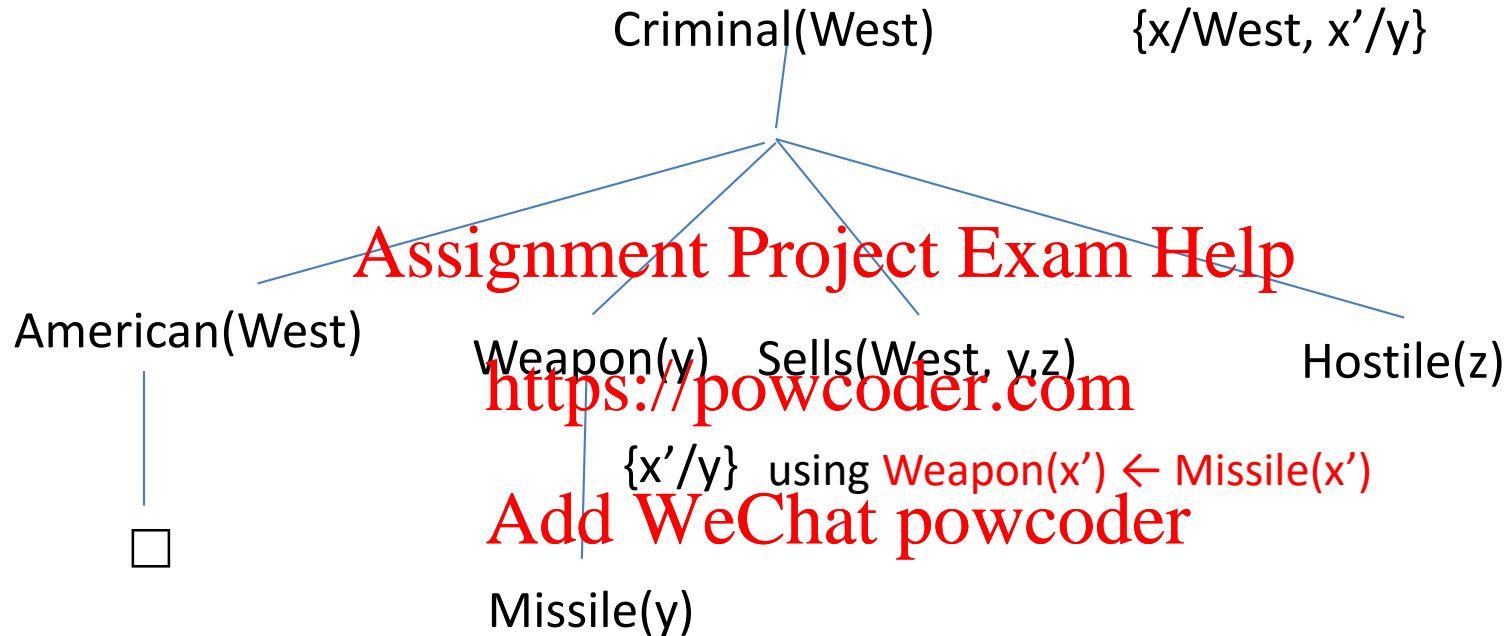 Criminal(West) {x/West, x’/y}
Assignment Project Exam Help
American(West)
Weapon(y) Sells(West, y,z) Hostile(z)
https://powcoder.com
{x’/y} using Weapon(x’) ← Missile(x’)
Add WeChat powcoder
□
Missile(y)